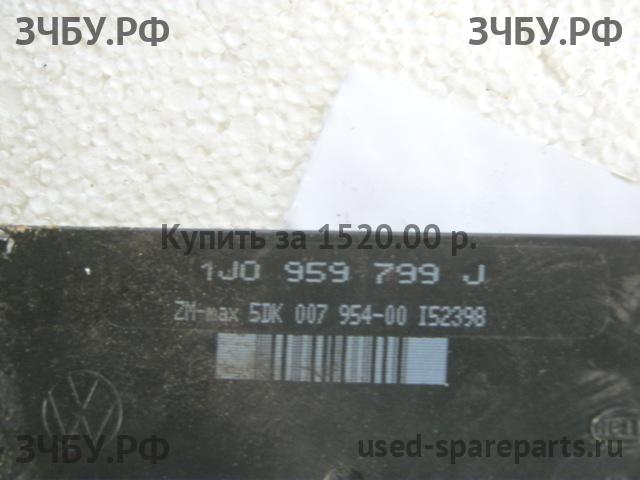 ЗЧБУ.РФ ЗЧБУ.РФ
Купить за 1520.00 р.
1J0 959 799 J
ZM-max 5DK 007 954-00 I52398
ЗЧБУ.РФ used-spareparts.ru